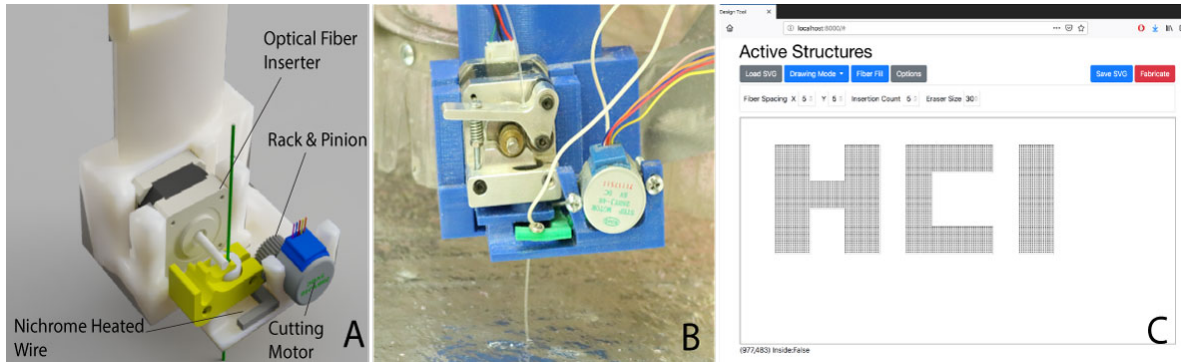 Optical Fiber
Inserter
Rack & Pinion
Nichrome Heated
Wire
Cutting
Motor
A
B
Design Tool
localhost:8000/#
Active Structures
Load SVG
Drawing Mode
Fiber Fill
Options
Save SVG
Fabricate
Fiber Spacing X 5 Y 5 Insertion Count 5 Eraser Size 30
HCI
(977,483) Inside:False
C